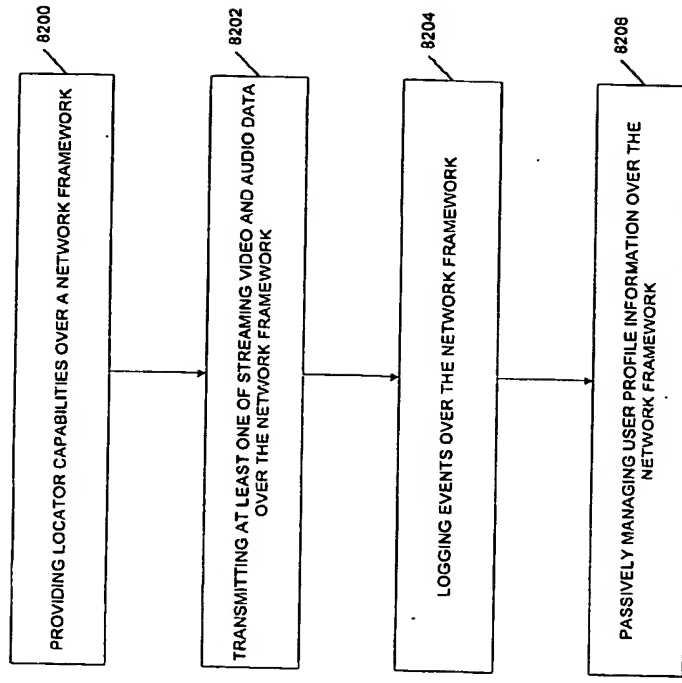 PROVIDING LOCATOR CAPABILITIES OVER A NETWORK FRAMEWORK
8200
TRANSMITTING AT LEAST ONE OF STREAMING VIDEO AND AUDIO DATA
OVER THE NETWORK FRAMEWORK
8202
LOGGING EVENTS OVER THE NETWORK FRAMEWORK
8204
PASSIVELY MANAGING USER PROFILE INFORMATION OVER THE
NETWORK FRAMEWORK
8208